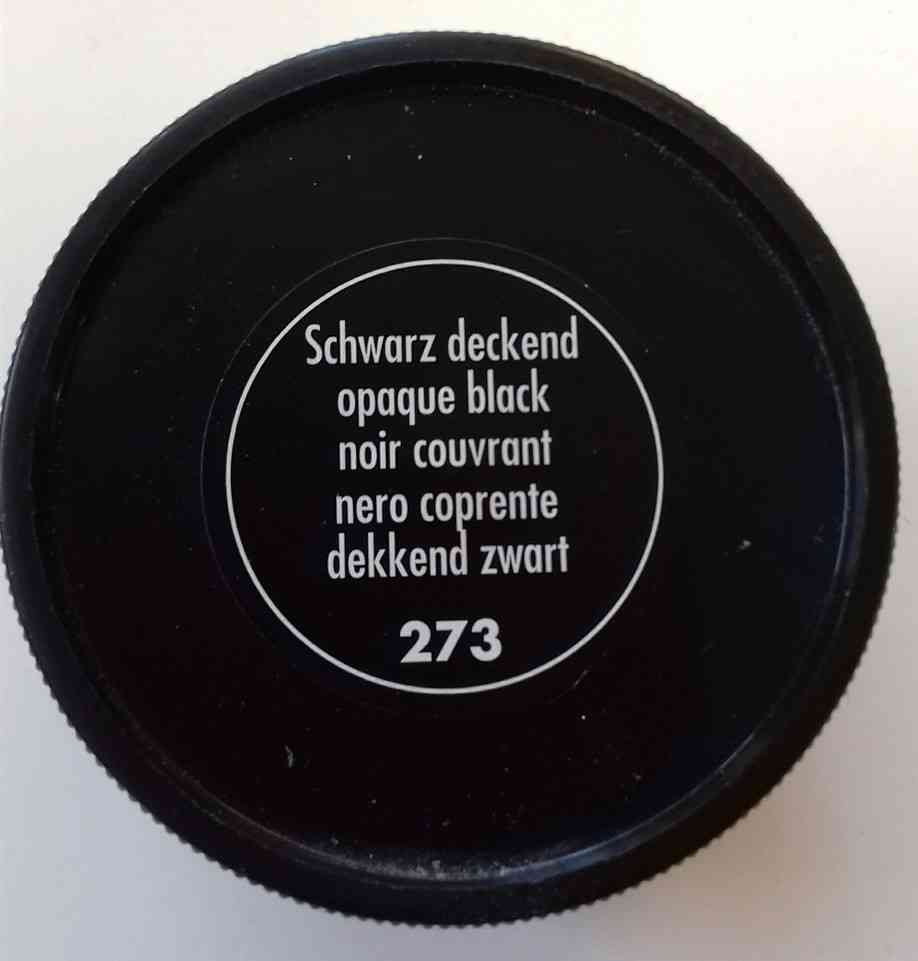 Schwarz deckend
opaque black
noir couvrant
nero coprente
dekkend zwart
273